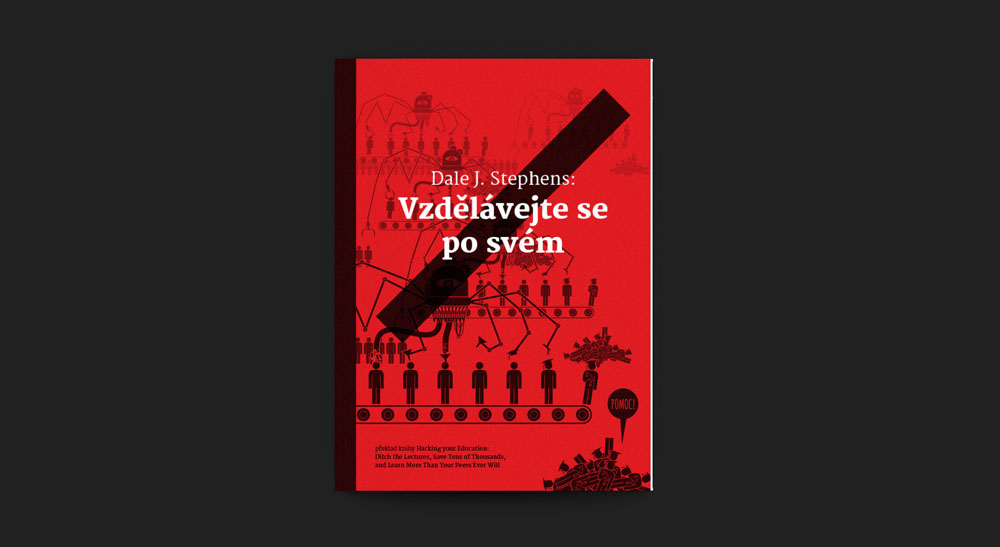 Dale J. Stephens:
Vzdělávejte se
po svém
POMOC!
překlad knihy Hacking your Education:
Ditch the Lectures, Save Tens of Thousands,
and Learn More Than Your Peers Ever Will